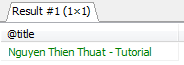 Result #1 (1×1)
@title
Nguyen Thien Thuat - Tutorial